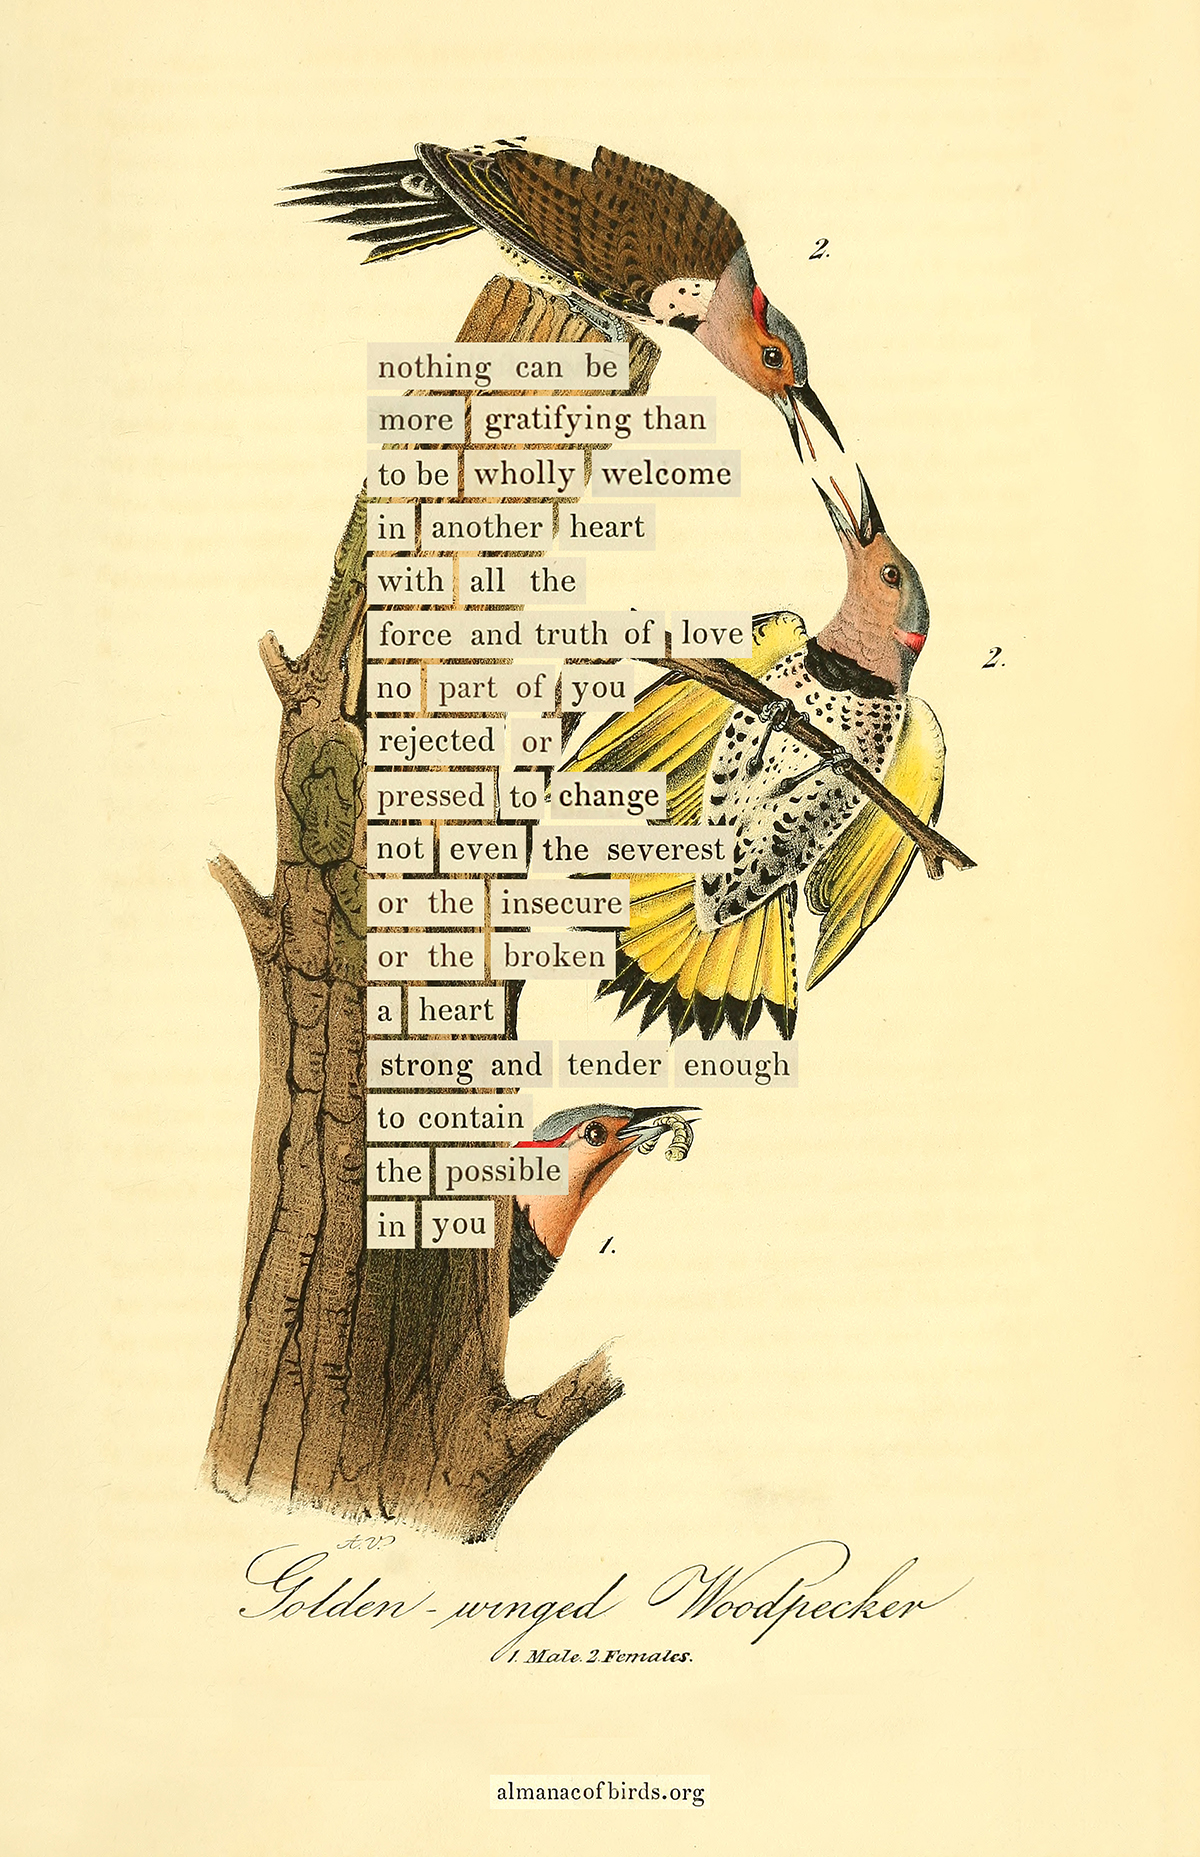 2.
nothing can be
more gratifying than
to be wholly welcome
in another heart
with all the
force and truth of love
no part of you
2.
rejected or
pressed to change
not even the severest
or the insecure
or the broken
a heart
strong and tender enough
to contain
the possible
in you
1.
A.V.
Golden-winged Woodpecker
1. Male. 2. Females.
almanacofbirds.org